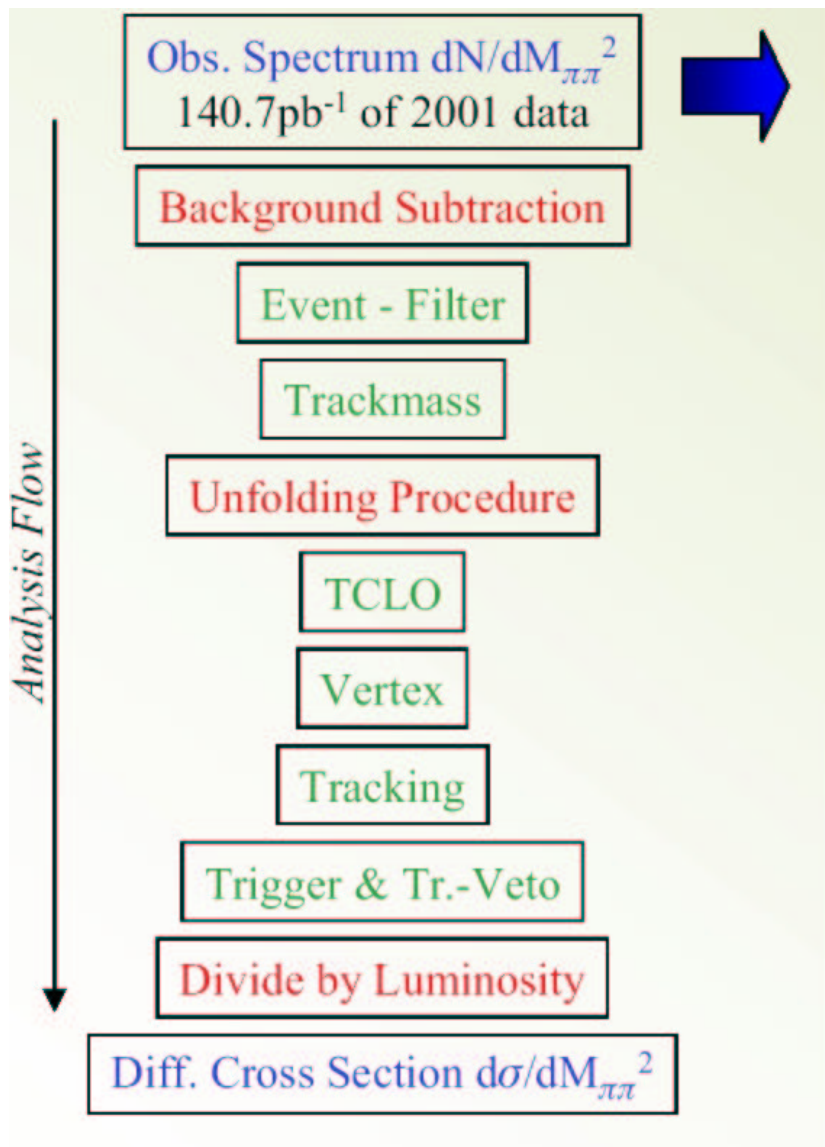 Obs. Spectrum dN/dMππ²
140.7pb⁻¹ of 2001 data
Background Subtraction
Event - Filter
Trackmass
Unfolding Procedure
TCLO
Vertex
Tracking
Trigger & Tr.-Veto
Divide by Luminosity
Diff. Cross Section dσ/dMππ²
Analysis Flow